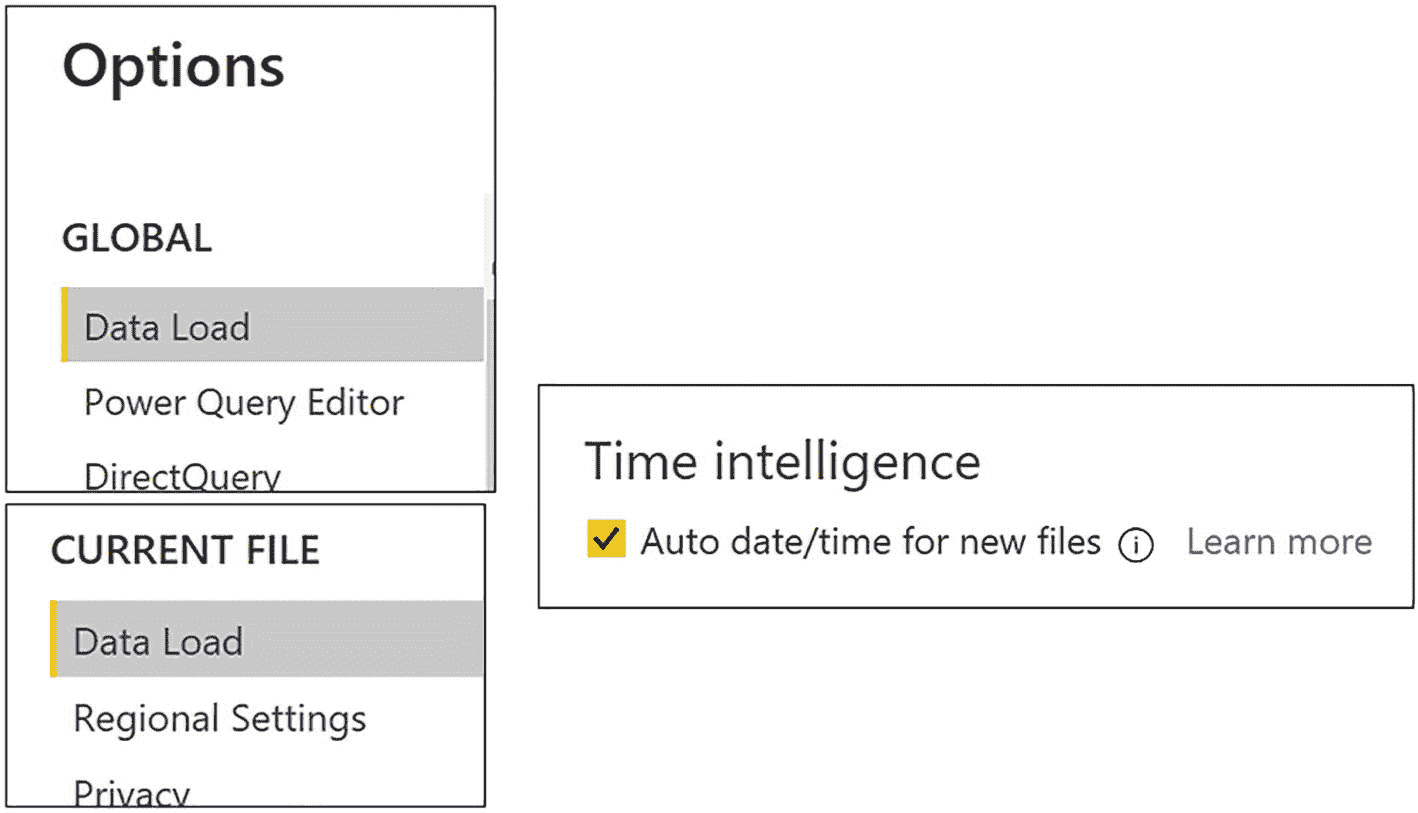 Options
GLOBAL
Data Load
Power Query Editor
DirectQuery
CURRENT FILE
Data Load
Regional Settings
Privacy
Time intelligence
Auto date/time for new files Learn more